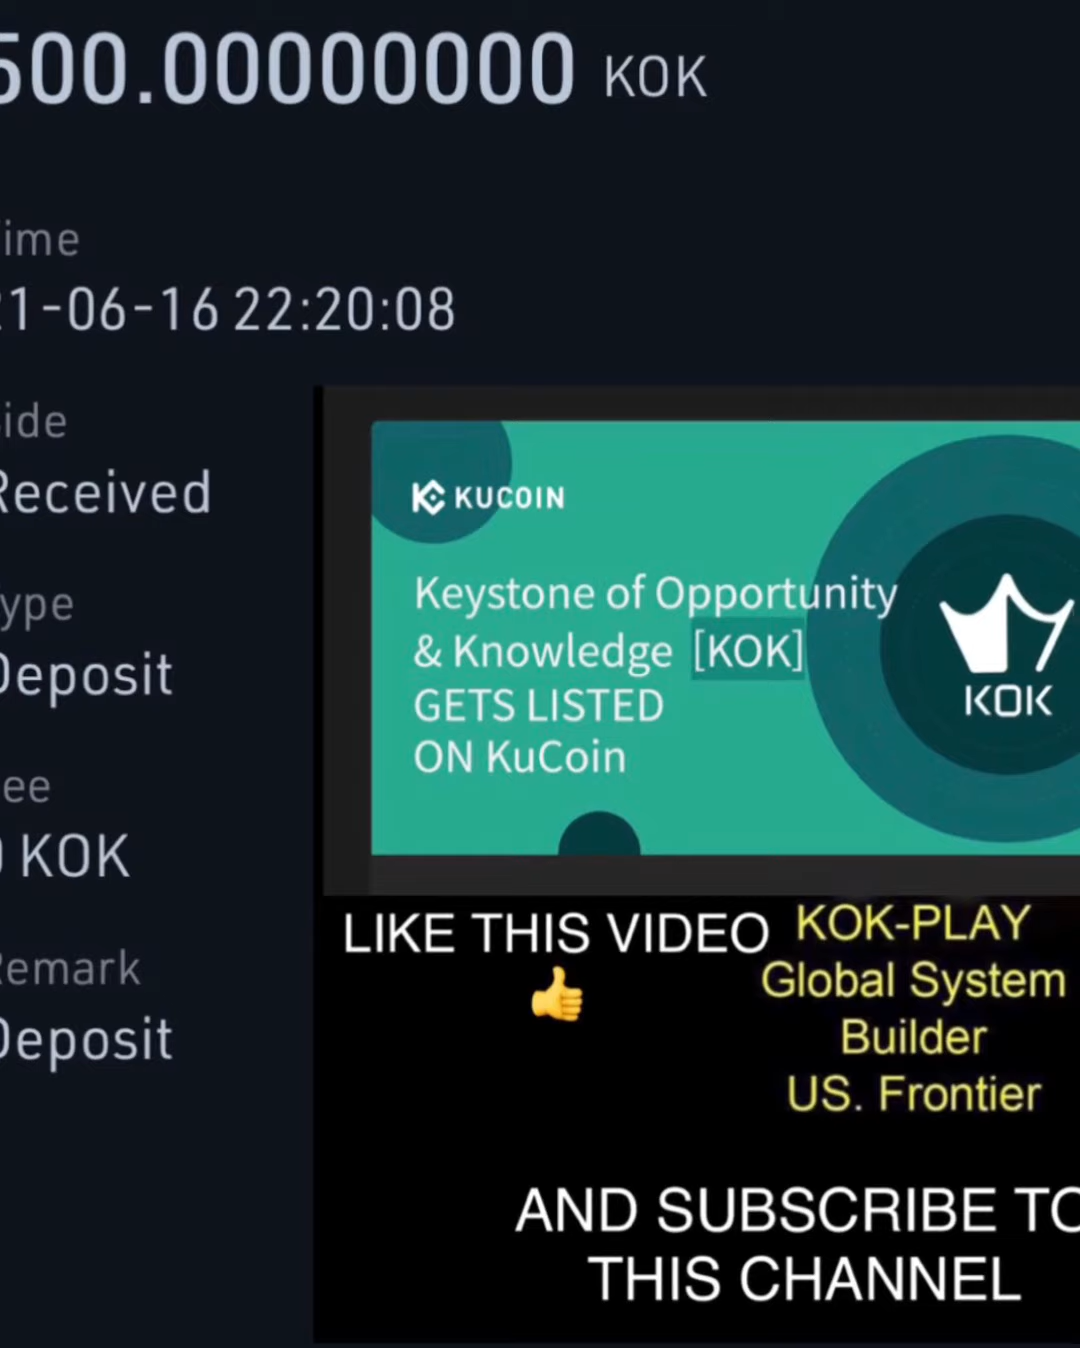 500.00000000 KOK
ime
21-06-16 22:20:08
ide
Received
ype
Deposit
ee
0 KOK
emark
Deposit
KUCOIN
Keystone of Opportunity
& Knowledge [KOK]
GETS LISTED
ON KuCoin
KOK
LIKE THIS VIDEO
KOK-PLAY
Global System
Builder
US. Frontier
AND SUBSCRIBE TO
THIS CHANNEL